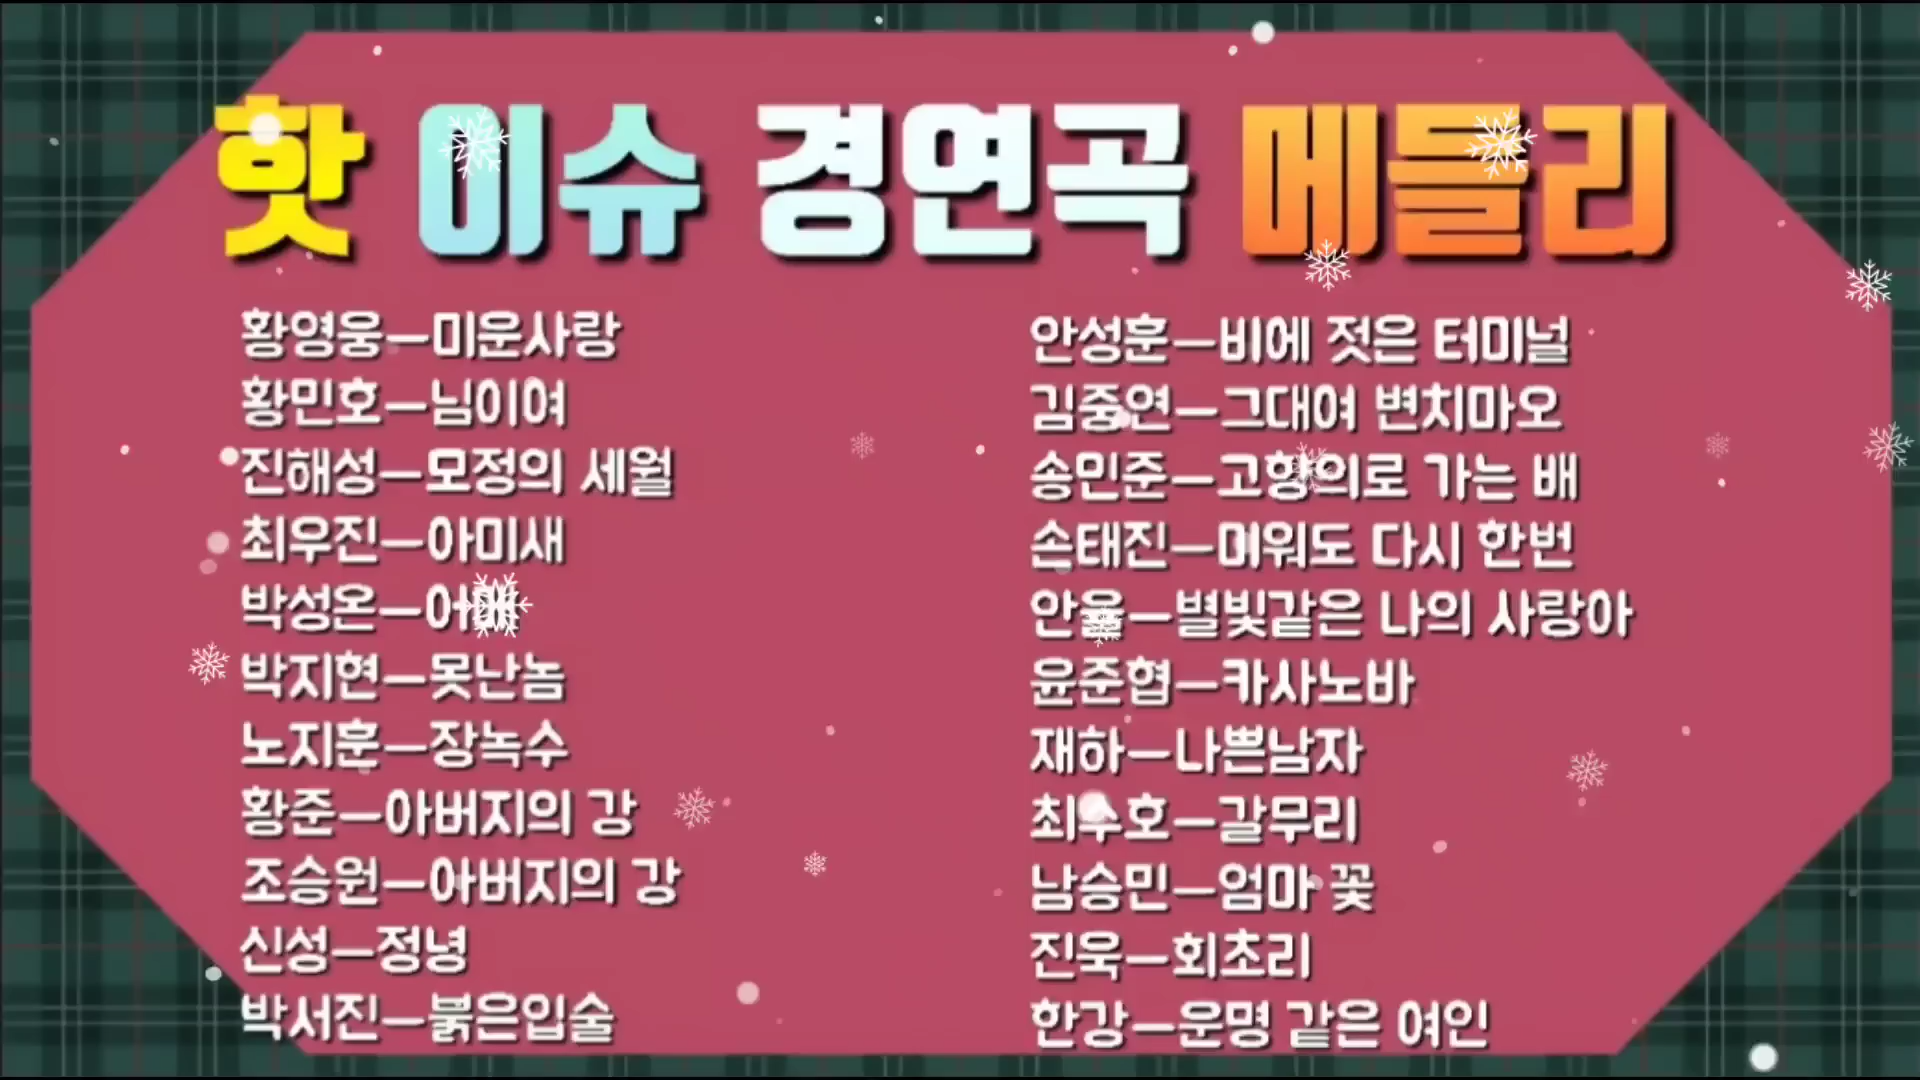 핫 이슈 경연곡 메들리
황영웅—미운사랑
황민호—님이여
진해성—모정의 세월
최우진—아미새
박성온—
박지현—못난놈
노지훈—장녹수
황준—아버지의 강
조승원—아버지의 강
신성—정녕
박서진—붉은입술
안성훈—비에 젓은 터미널
김중연—그대여 변치마오
송민준—고향의로 가는 배
손태진—미워도 다시 한번
안율—별빛같은 나의 사랑아
윤준협—카사노바
재하—나쁜남자
최수호—갈무리
남승민—엄마 꽃
진욱—회초리
한강—운명 같은 여인